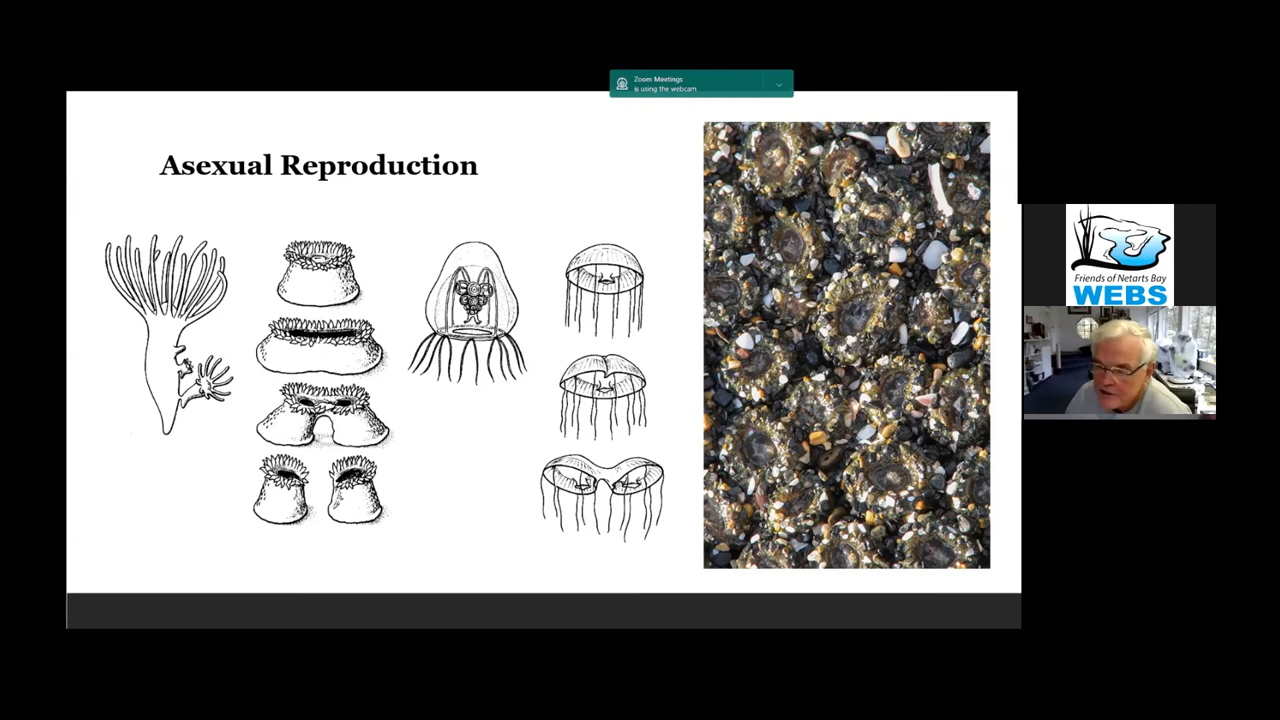 Zoom Meetings
is using the webcam
Asexual Reproduction
Friends of Netarts Bay
WEBS